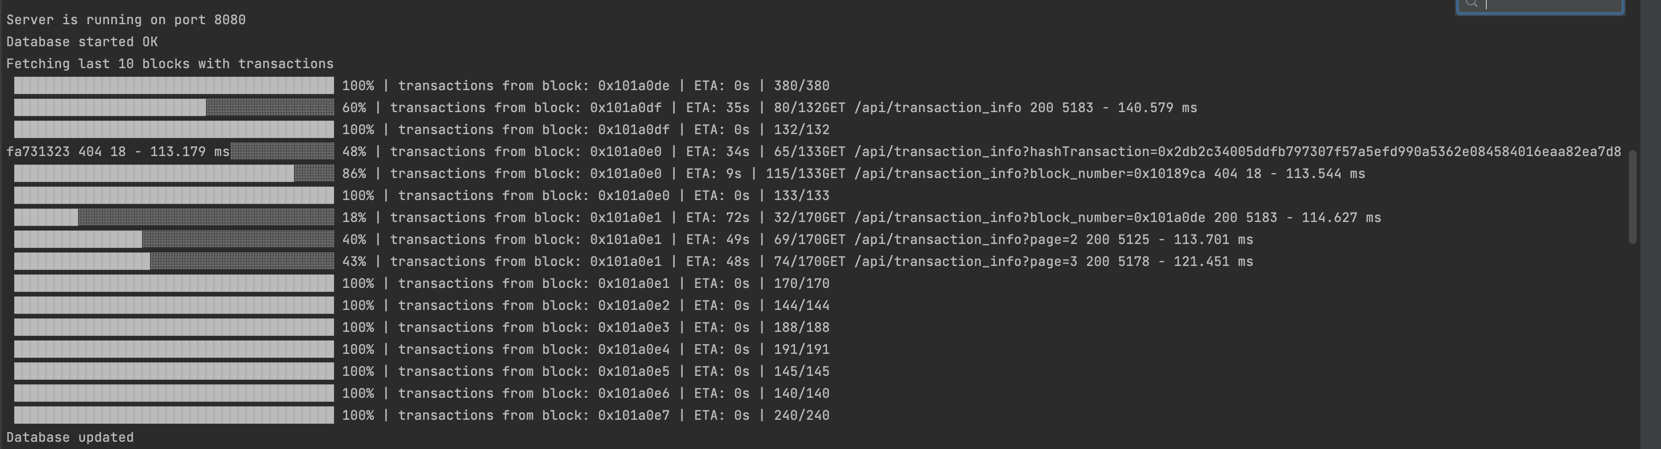 Server is running on port 8080
Database started OK
Fetching last 10 blocks with transactions
100% | transactions from block: 0x101a0de | ETA: 0s | 380/380
60% | transactions from block: 0x101a0df | ETA: 35s | 80/132GET /api/transaction_info 200 5183 - 140.579 ms
100% | transactions from block: 0x101a0df | ETA: 0s | 132/132
fa731323 404 18 - 113.179 ms 48% | transactions from block: 0x101a0e0 | ETA: 34s | 65/133GET /api/transaction_info?hashTransaction=0x2db2c34005ddfb797307f57a5efd990a5362e084584016eaa82ea7d8
86% | transactions from block: 0x101a0e0 | ETA: 9s | 115/133GET /api/transaction_info?block_number=0x10189ca 404 18 - 113.544 ms
100% | transactions from block: 0x101a0e0 | ETA: 0s | 133/133
18% | transactions from block: 0x101a0e1 | ETA: 72s | 32/170GET /api/transaction_info?block_number=0x101a0de 200 5183 - 114.627 ms
40% | transactions from block: 0x101a0e1 | ETA: 49s | 69/170GET /api/transaction_info?page=2 200 5125 - 113.701 ms
43% | transactions from block: 0x101a0e1 | ETA: 48s | 74/170GET /api/transaction_info?page=3 200 5178 - 121.451 ms
100% | transactions from block: 0x101a0e1 | ETA: 0s | 170/170
100% | transactions from block: 0x101a0e2 | ETA: 0s | 144/144
100% | transactions from block: 0x101a0e3 | ETA: 0s | 188/188
100% | transactions from block: 0x101a0e4 | ETA: 0s | 191/191
100% | transactions from block: 0x101a0e5 | ETA: 0s | 145/145
100% | transactions from block: 0x101a0e6 | ETA: 0s | 140/140
100% | transactions from block: 0x101a0e7 | ETA: 0s | 240/240
Database updated